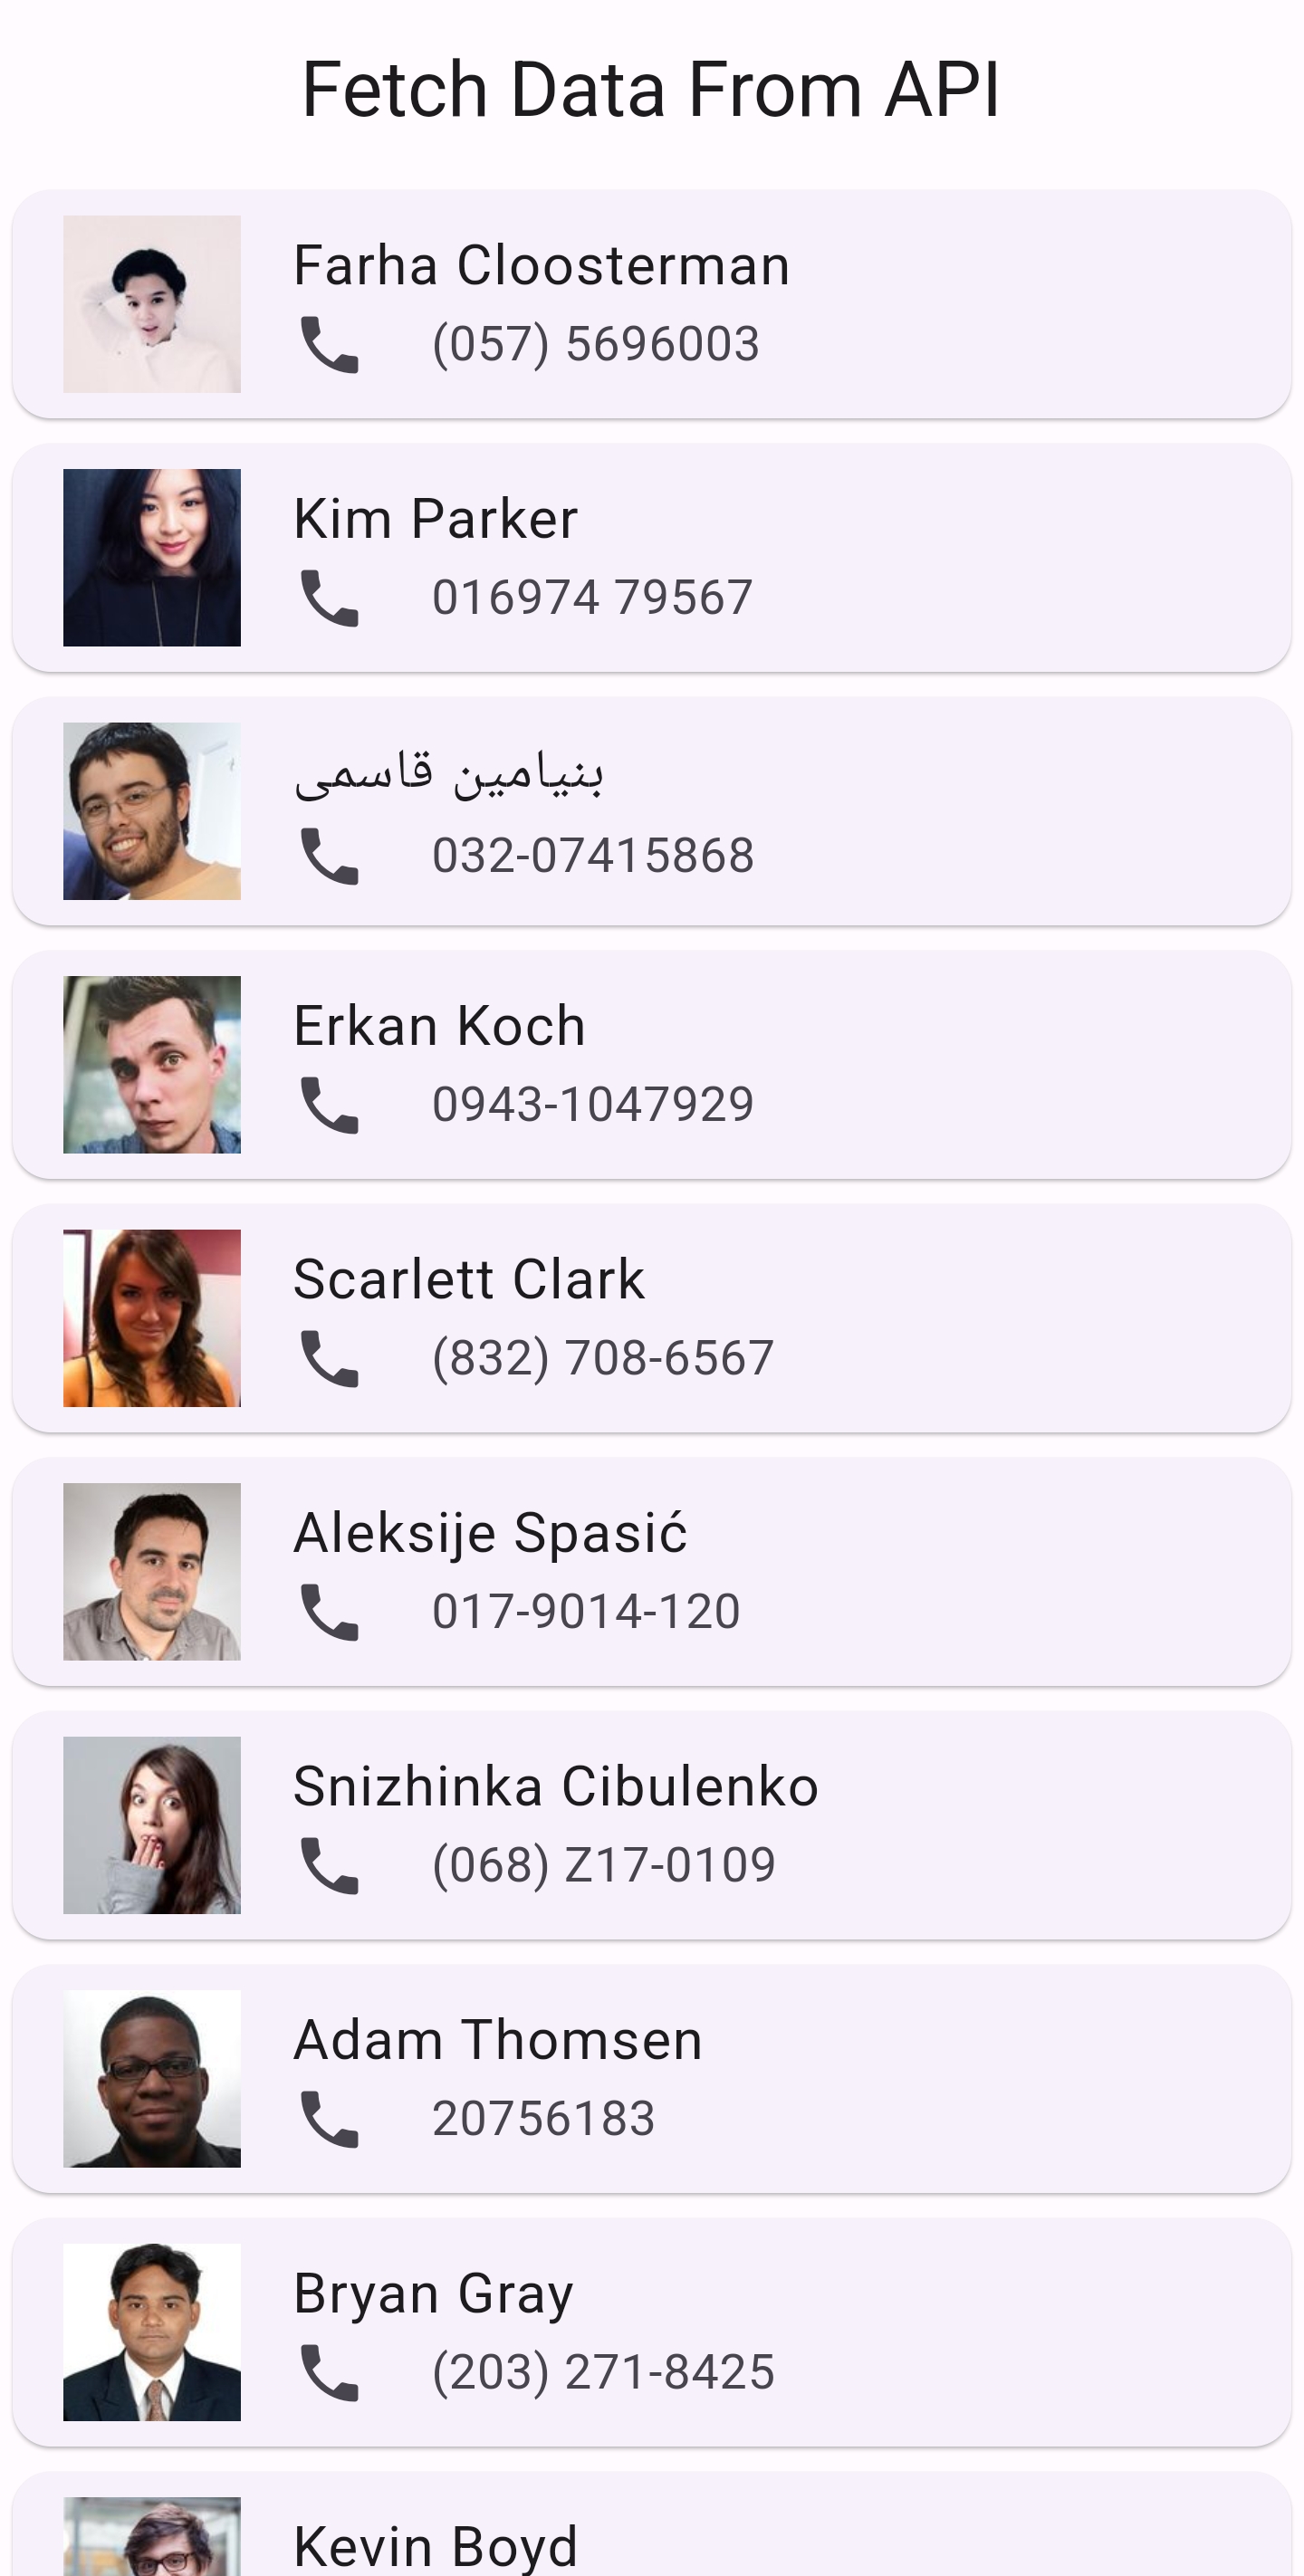 Fetch Data From API
Farha Cloosterman
(057) 5696003
Kim Parker
016974 79567
بنیامین قاسمی
032-07415868
Erkan Koch
0943-1047929
Scarlett Clark
(832) 708-6567
Aleksije Spasić
017-9014-120
Snizhinka Cibulenko
(068) Z17-0109
Adam Thomsen
20756183
Bryan Gray
(203) 271-8425
Kevin Boyd